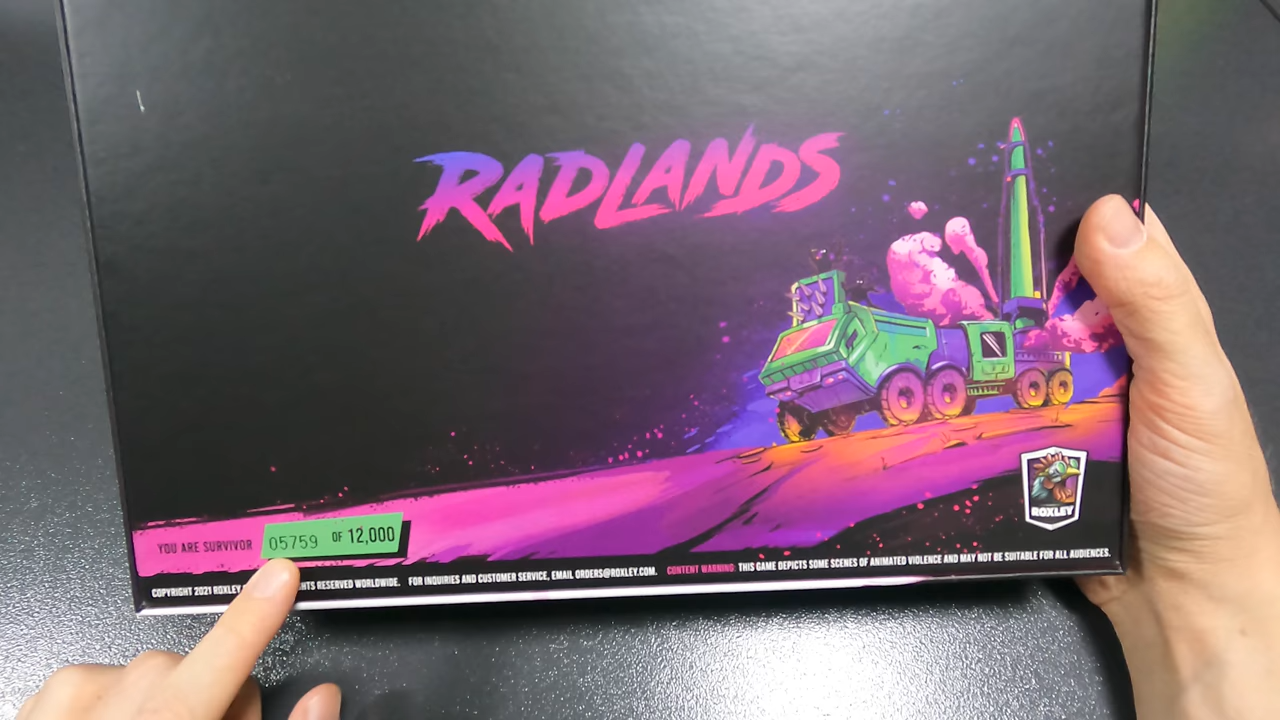 RADLANDS
ROXLEY
YOU ARE SURVIVOR 05759 OF 12,000
COPYRIGHT 2021 ROXLEY RESERVED WORLDWIDE. FOR INQUIRIES AND CUSTOMER SERVICE, EMAIL ORDERS@ROXLEY.COM. CONTENT WARNING: THIS GAME DEPICTS SOME SCENES OF ANIMATED VIOLENCE AND MAY NOT BE SUITABLE FOR ALL AUDIENCES.